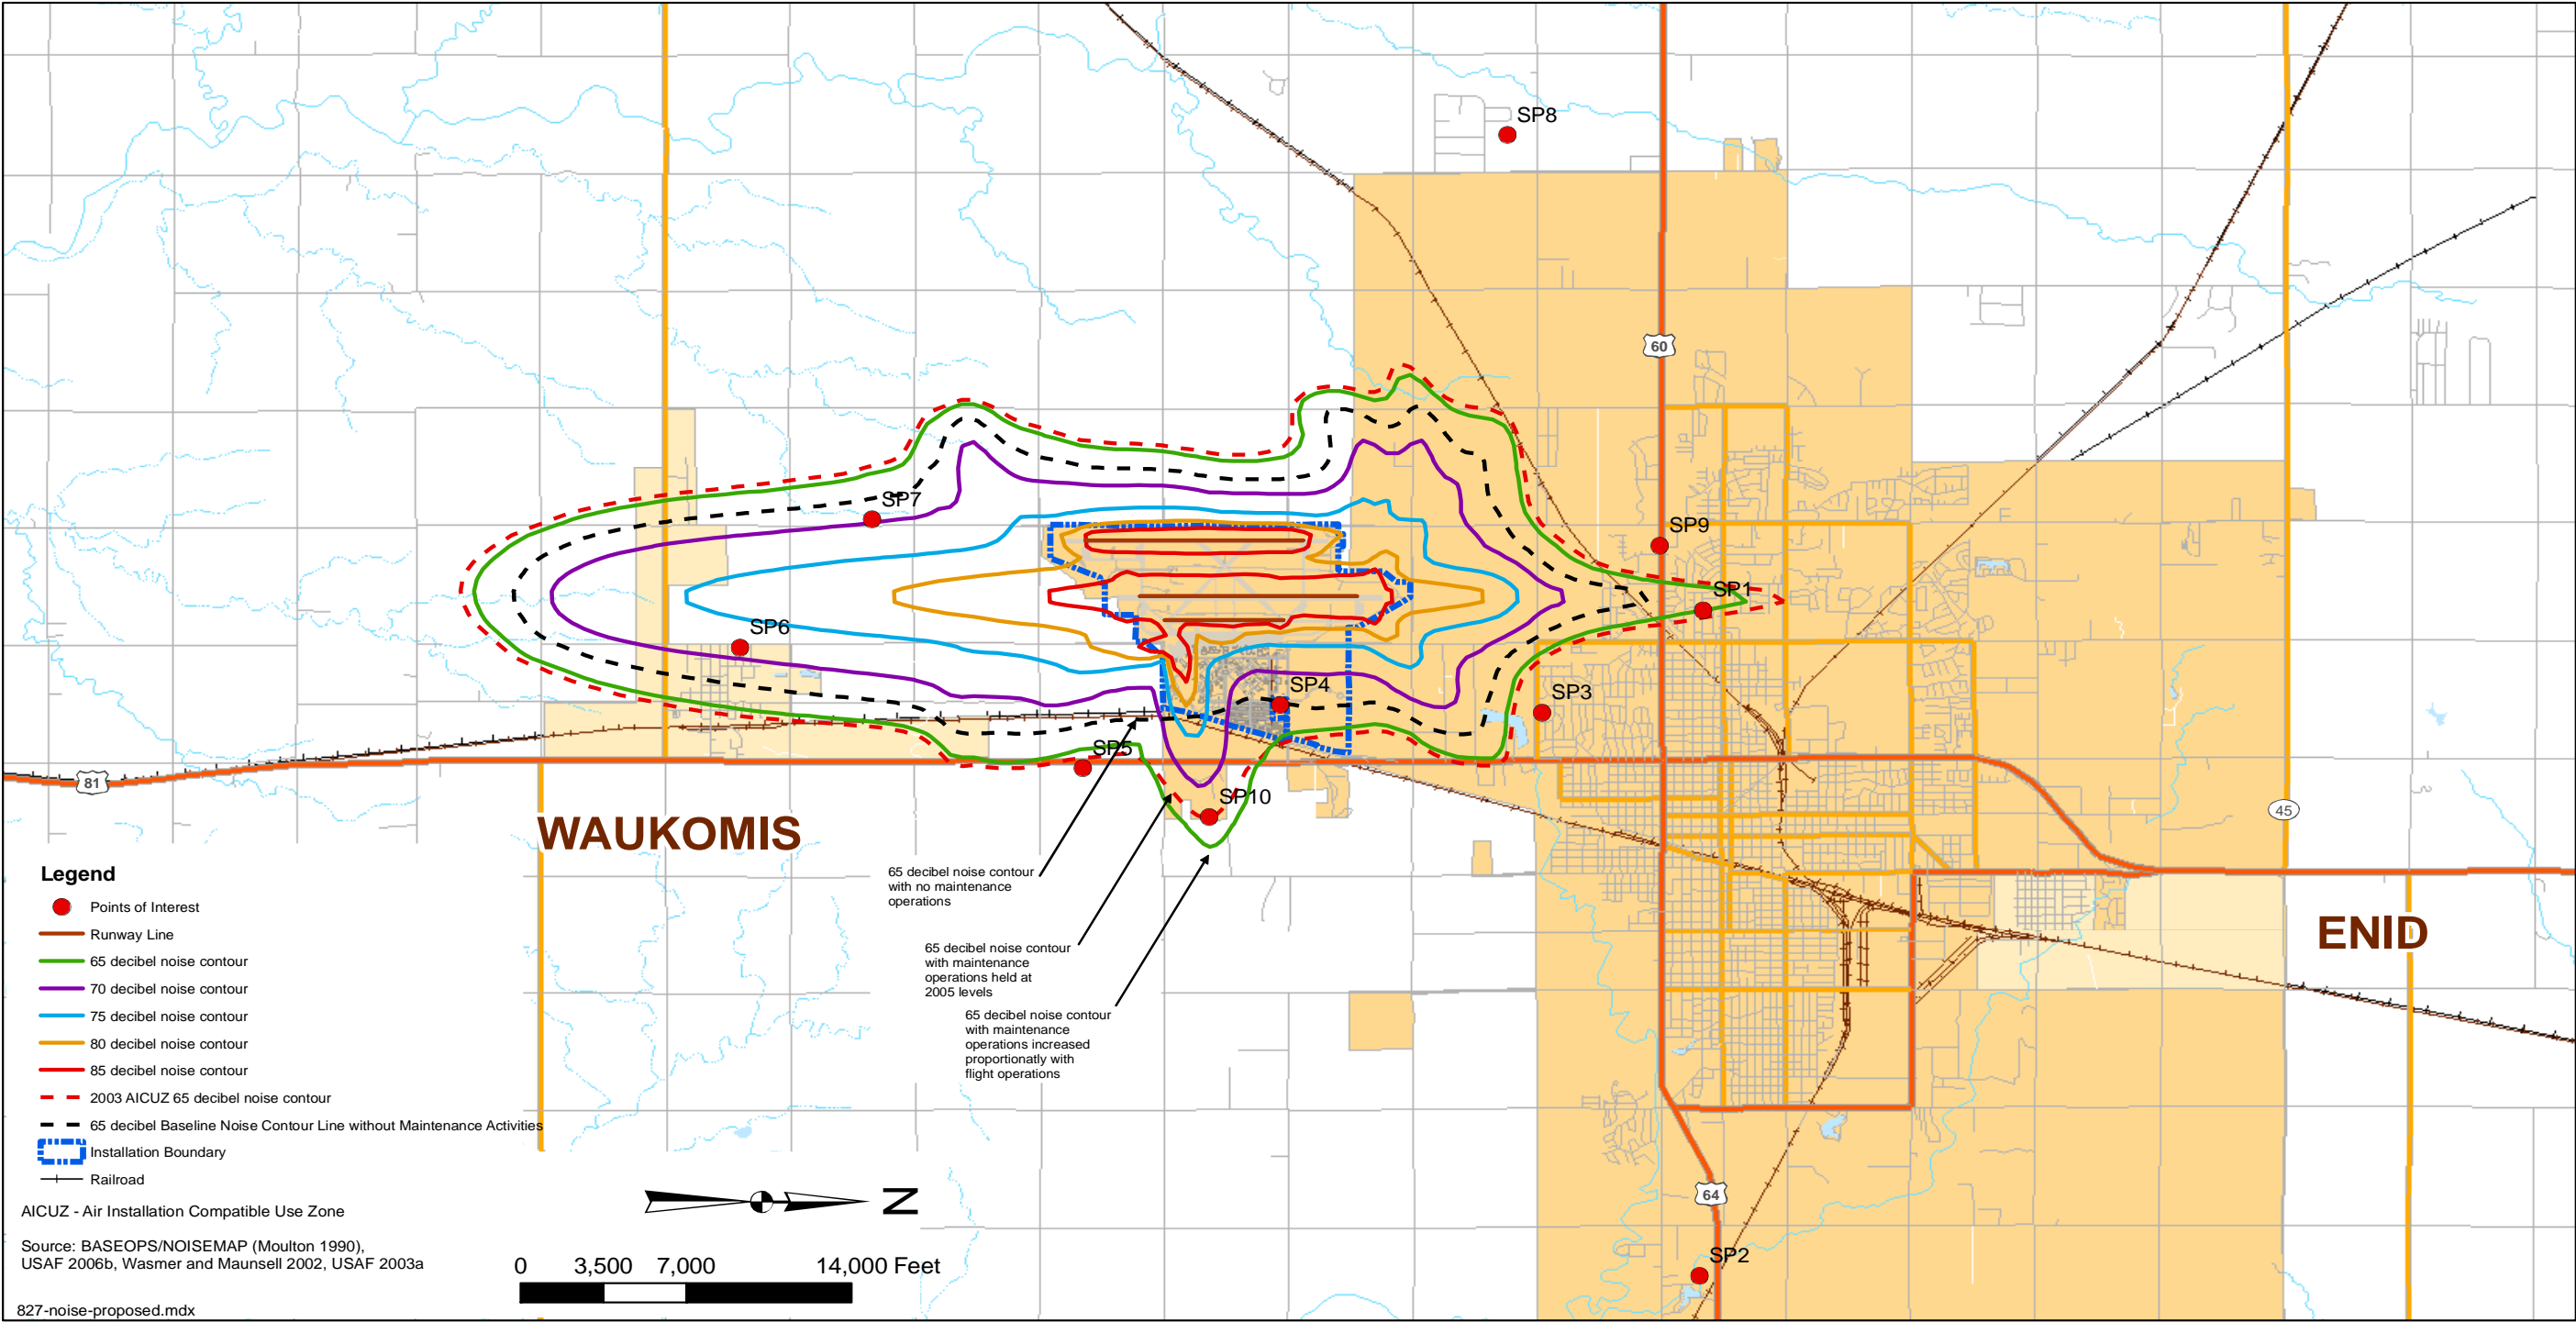 SP8
60
SP7
SP9
SP1
SP6
SP4
SP3
SP5
81
SP10
45
WAUKOMIS
ENID
65 decibel noise contour
with no maintenance
operations
65 decibel noise contour
with maintenance
operations held at
2005 levels
65 decibel noise contour
with maintenance
operations increased
proportionatly with
flight operations
Legend
Points of Interest
Runway Line
65 decibel noise contour
70 decibel noise contour
75 decibel noise contour
80 decibel noise contour
85 decibel noise contour
2003 AICUZ 65 decibel noise contour
65 decibel Baseline Noise Contour Line without Maintenance Activities
Installation Boundary
Railroad
AICUZ - Air Installation Compatible Use Zone
Source: BASEOPS/NOISEMAP (Moulton 1990),
USAF 2006b, Wasmer and Maunsell 2002, USAF 2003a
827-noise-proposed.mdx
N
0 3,500 7,000 14,000 Feet
64
SP2